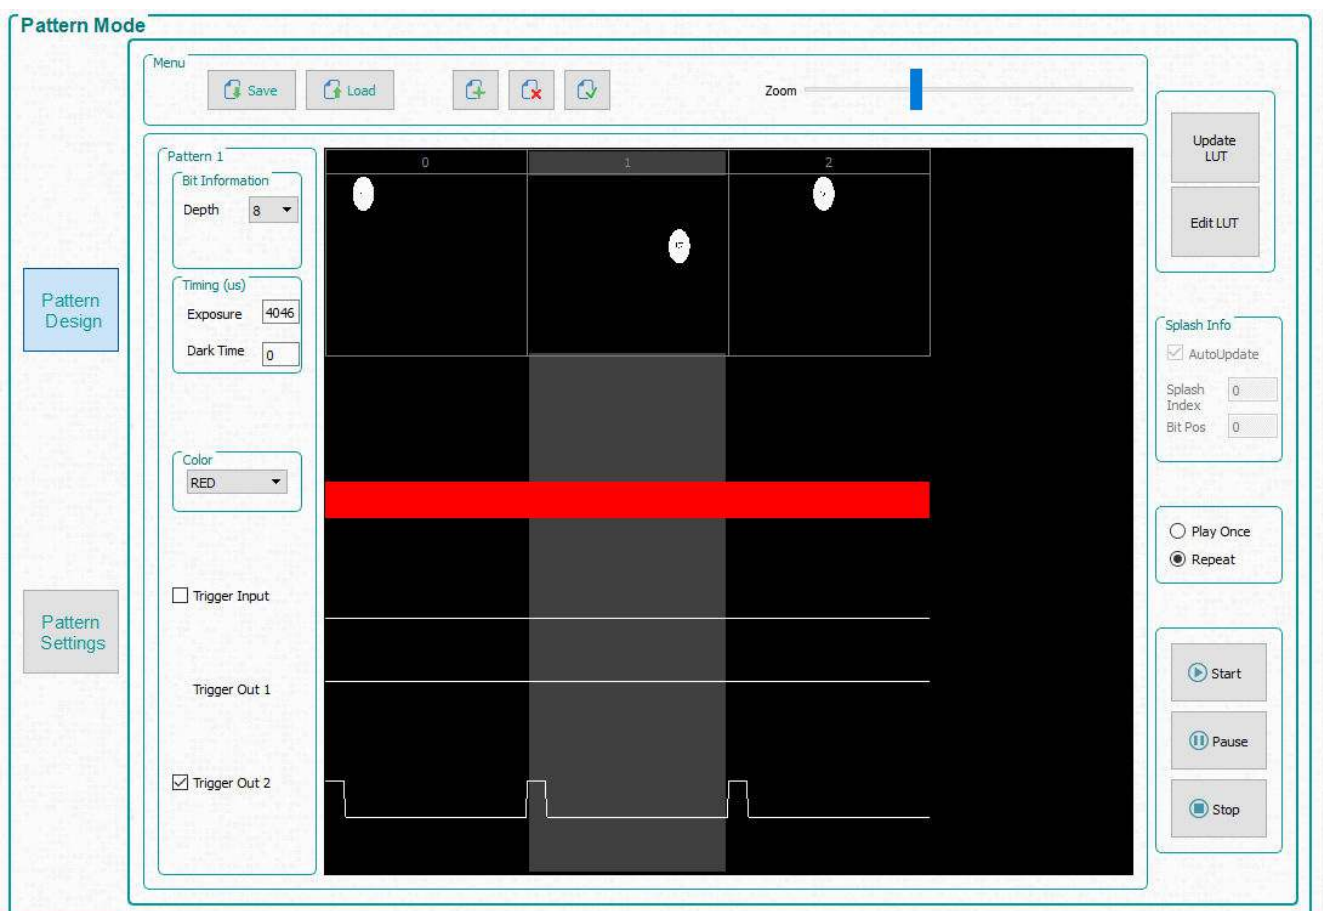 Pattern Mode
Menu
Save
Load
Zoom
Pattern 1
Bit Information
Depth
8
Timing (us)
Exposure
4046
Dark Time
0
Color
RED
Trigger Input
Trigger Out 1
Trigger Out 2
0
1
2
Pattern
Design
Pattern
Settings
Update
LUT
Edit LUT
Splash Info
AutoUpdate
Splash
Index
0
Bit Pos
0
Play Once
Repeat
Start
Pause
Stop